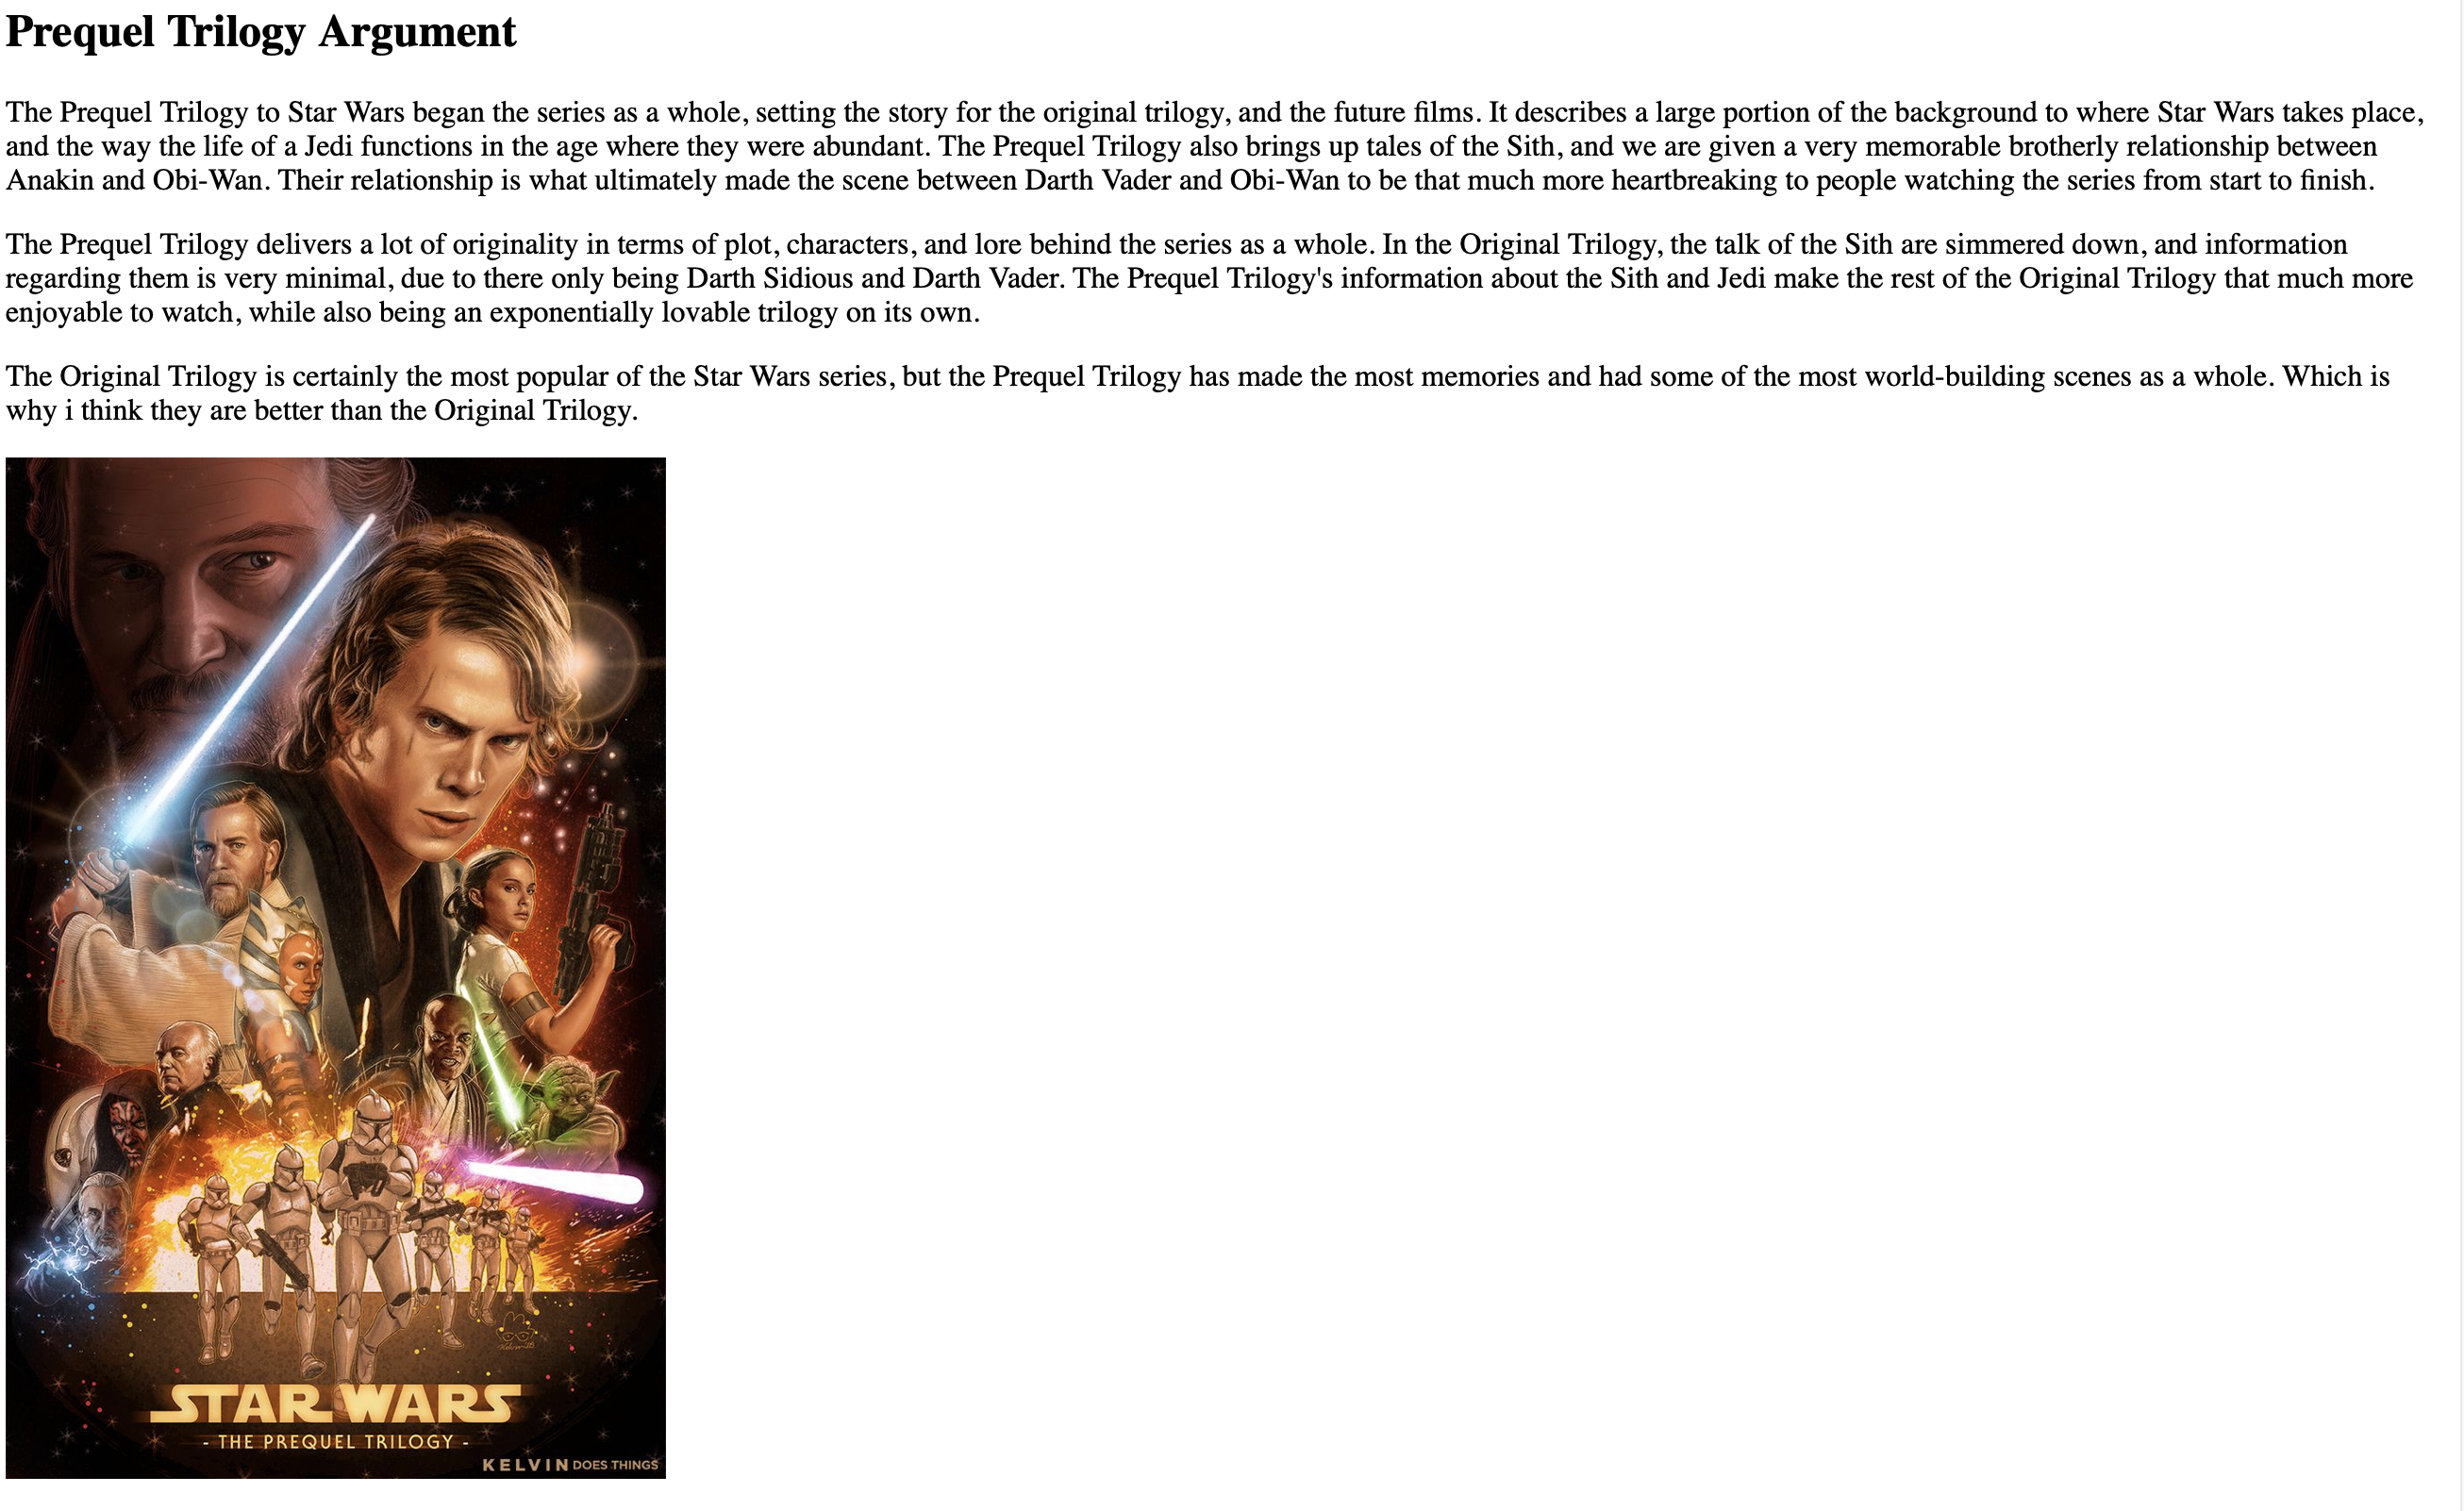 Prequel Trilogy Argument
The Prequel Trilogy to Star Wars began the series as a whole, setting the story for the original trilogy, and the future films. It describes a large portion of the background to where Star Wars takes place,
and the way the life of a Jedi functions in the age where they were abundant. The Prequel Trilogy also brings up tales of the Sith, and we are given a very memorable brotherly relationship between
Anakin and Obi-Wan. Their relationship is what ultimately made the scene between Darth Vader and Obi-Wan to be that much more heartbreaking to people watching the series from start to finish.
The Prequel Trilogy delivers a lot of originality in terms of plot, characters, and lore behind the series as a whole. In the Original Trilogy, the talk of the Sith are simmered down, and information
regarding them is very minimal, due to there only being Darth Sidious and Darth Vader. The Prequel Trilogy's information about the Sith and Jedi make the rest of the Original Trilogy that much more
enjoyable to watch, while also being an exponentially lovable trilogy on its own.
The Original Trilogy is certainly the most popular of the Star Wars series, but the Prequel Trilogy has made the most memories and had some of the most world-building scenes as a whole. Which is
why i think they are better than the Original Trilogy.
STAR WARS
- THE PREQUEL TRILOGY -
KELVIN DOES THINGS